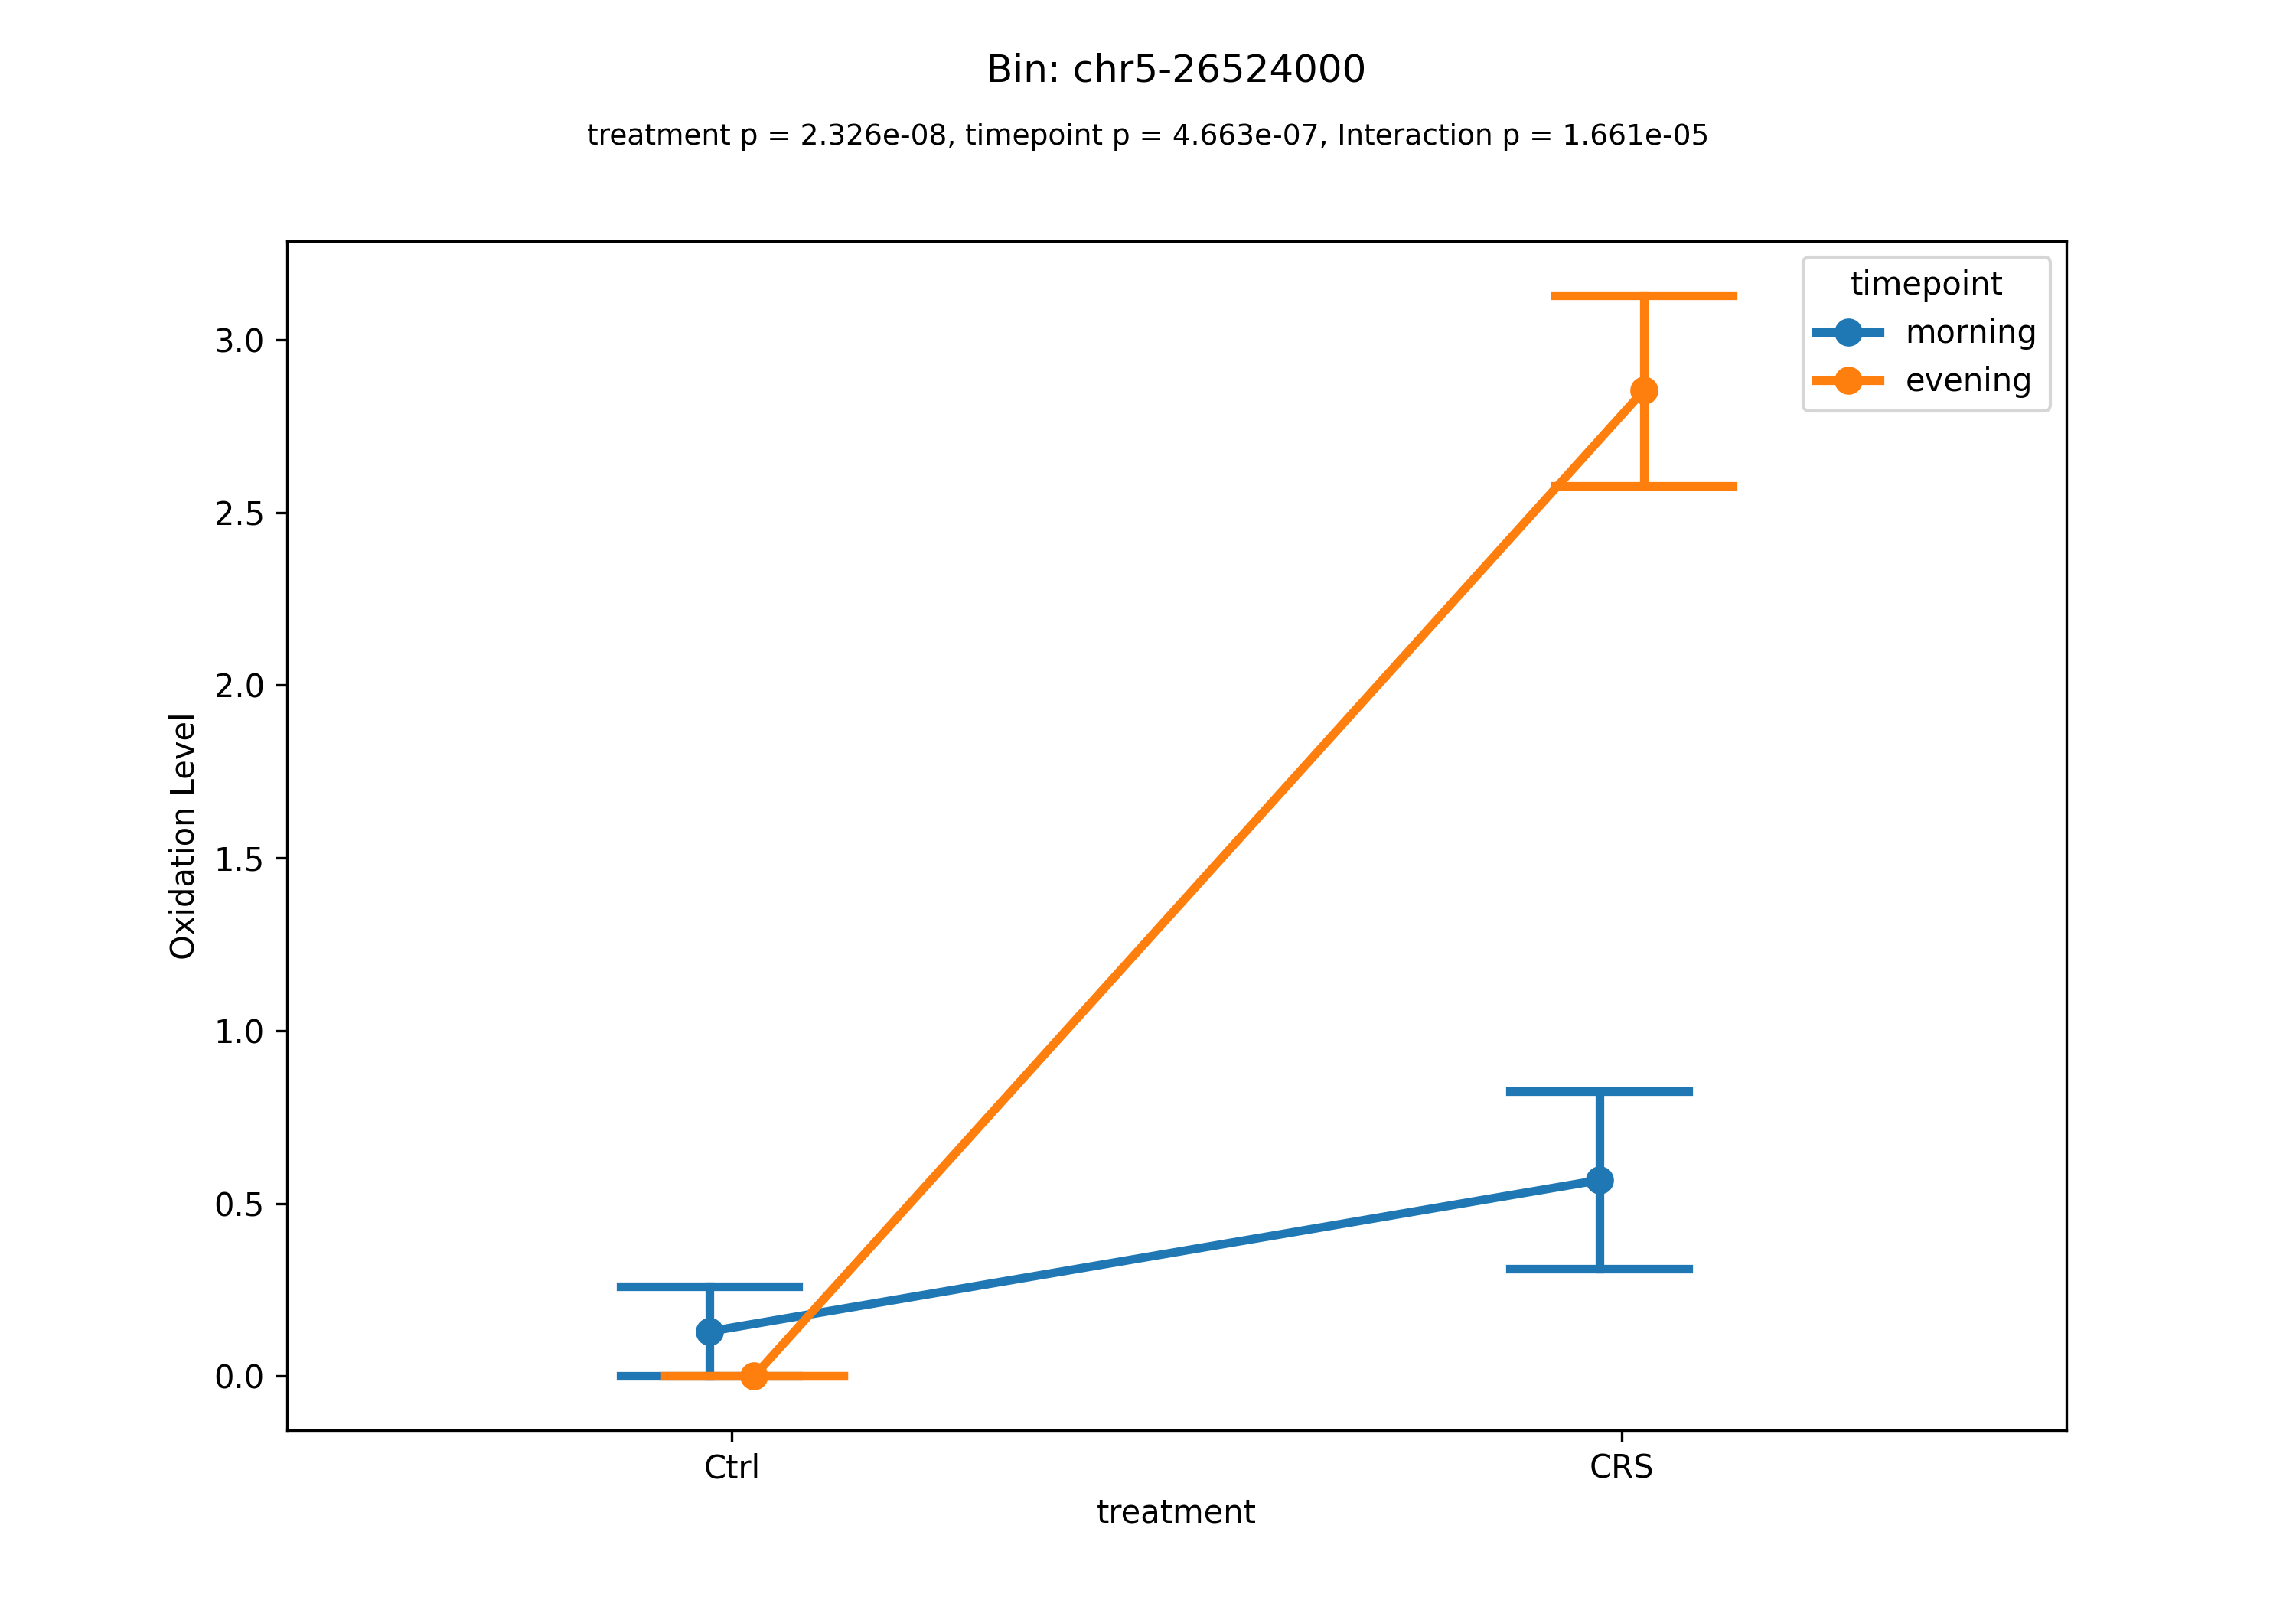 Bin: chr5-26524000
treatment p = 2.326e-08, timepoint p = 4.663e-07, Interaction p = 1.661e-05
timepoint
morning
evening
Oxidation Level
3.0
2.5
2.0
1.5
1.0
0.5
0.0
Ctrl
CRS
treatment